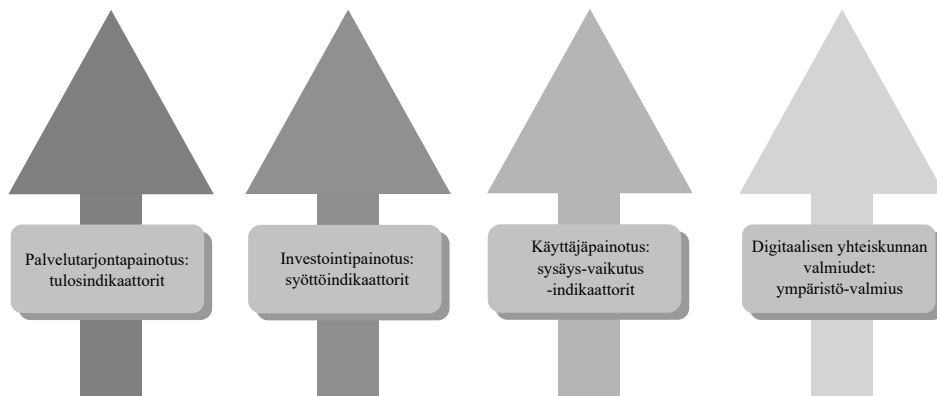 Palvelutarjontapainotus:
tulosindikaattorit
Investointipainotus:
syöttöindikaattorit
Käyttäjäpainotus:
sysäys-vaikutus
-indikaattorit
Digitaalisen yhteiskunnan
valmiudet:
ympäristö-valmius